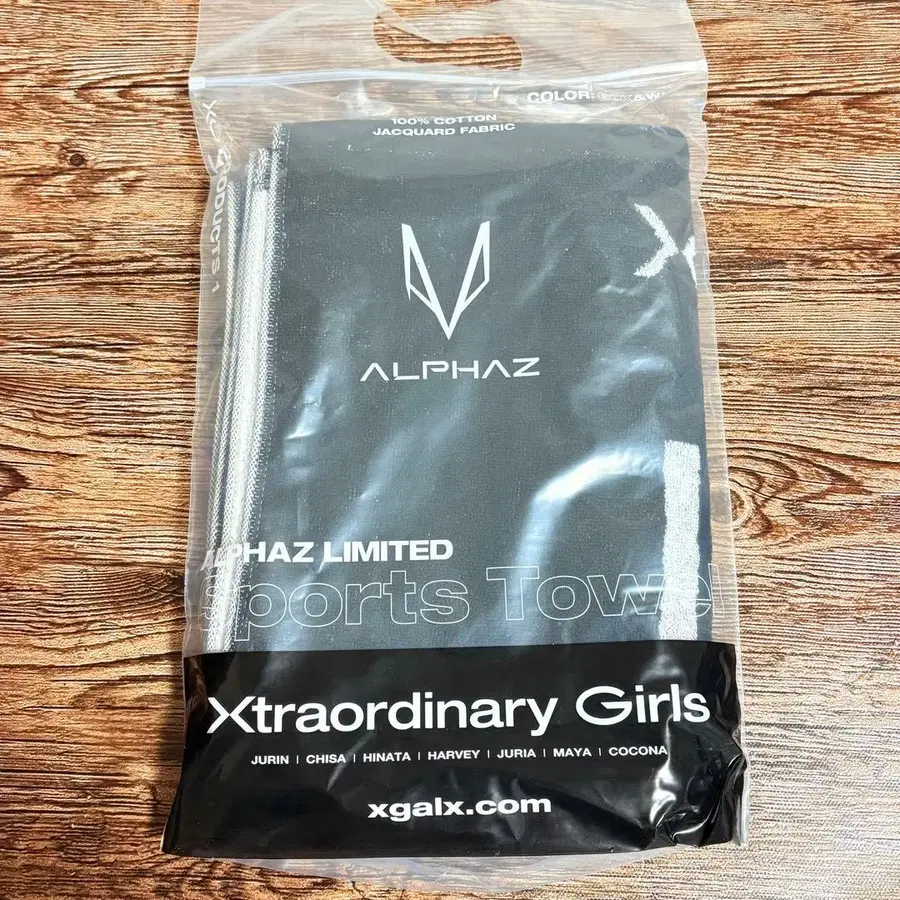 COLOR:
100% COTTON
JACQUARD FABRIC
ALPHAZ
ALPHAZ LIMITED
Sports Towel
Xtraordinary Girls
JURIN | CHISA | HINATA | HARVEY | JURIA | MAYA | COCONA
xgalx.com